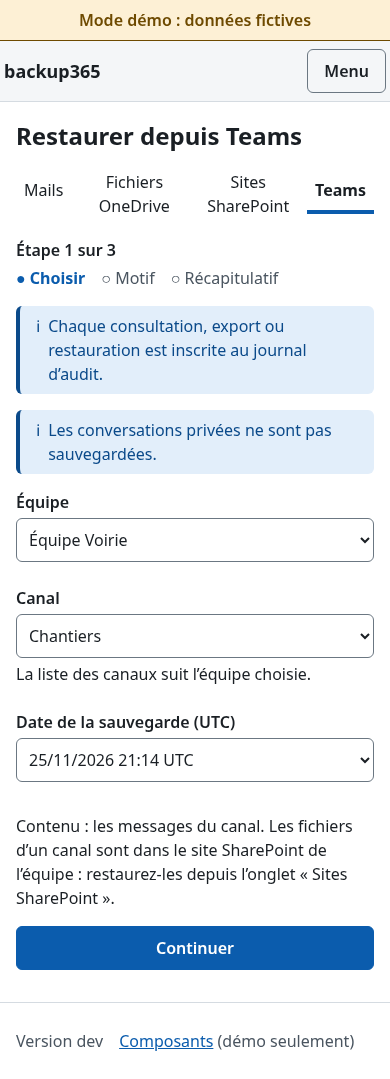 Mode démo : données fictives
backup365
Menu
Restaurer depuis Teams
Mails
Fichiers
OneDrive
Sites
SharePoint
Teams
Étape 1 sur 3
● Choisir ○ Motif ○ Récapitulatif
i Chaque consultation, export ou
restauration est inscrite au journal
d’audit.
i Les conversations privées ne sont pas
sauvegardées.
Équipe
Équipe Voirie
Canal
Chantiers
La liste des canaux suit l’équipe choisie.
Date de la sauvegarde (UTC)
25/11/2026 21:14 UTC
Contenu : les messages du canal. Les fichiers
d’un canal sont dans le site SharePoint de
l’équipe : restaurez-les depuis l’onglet « Sites
SharePoint ».
Continuer
Version dev Composants (démo seulement)